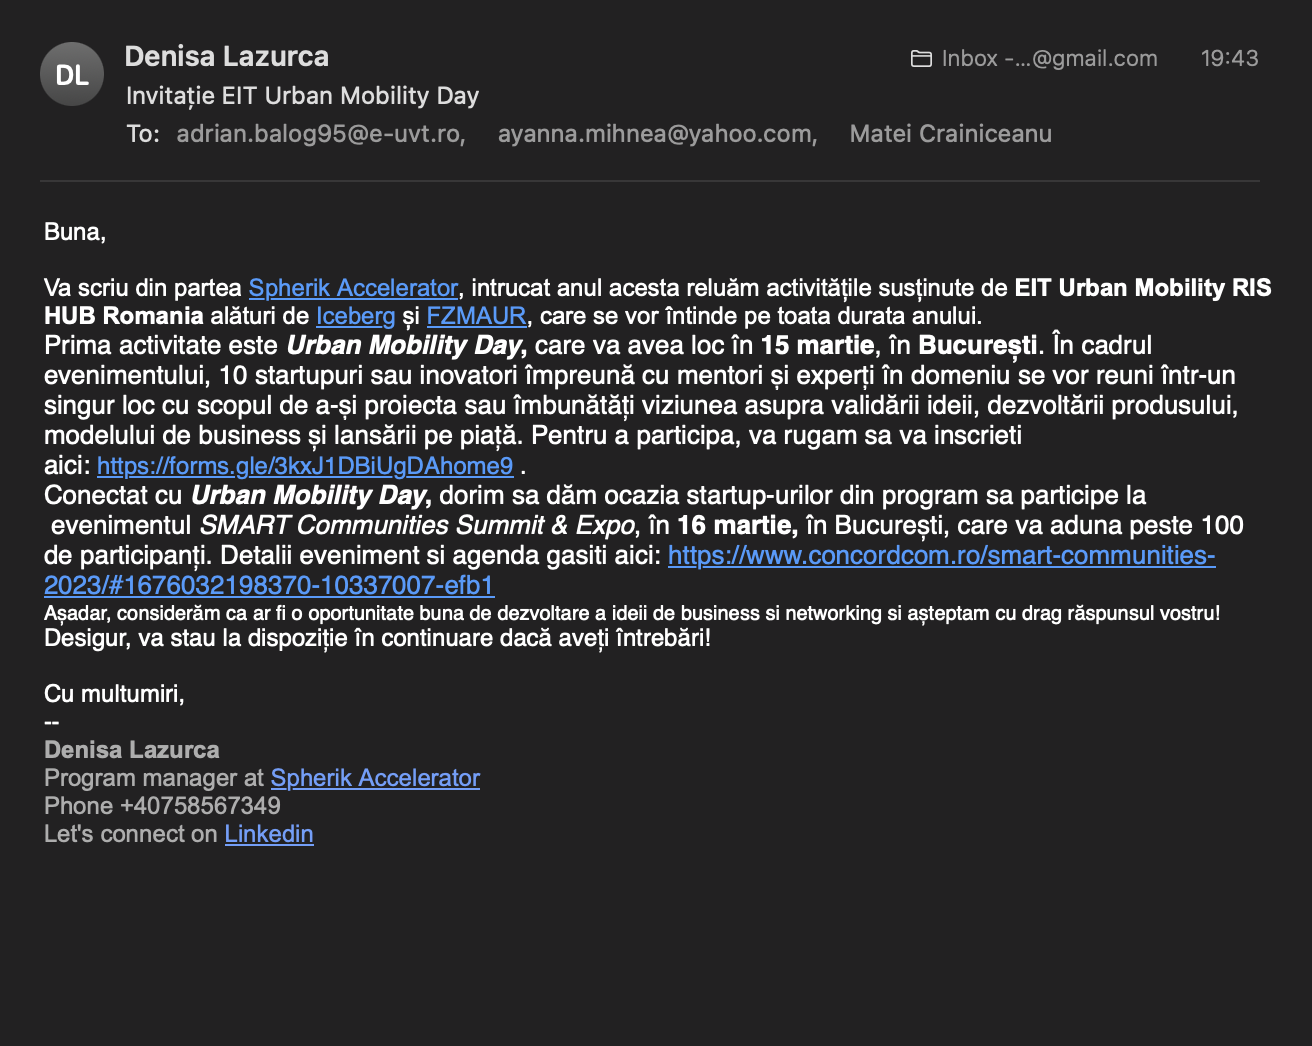 DL
Denisa Lazurca
Inbox -...@gmail.com 19:43
Invitație EIT Urban Mobility Day
To: adrian.balog95@e-uvt.ro, ayanna.mihnea@yahoo.com, Matei Crainiceanu
Buna,
Va scriu din partea Spherik Accelerator, intrucat anul acesta reluăm activitățile susținute de EIT Urban Mobility RIS
HUB Romania alături de Iceberg și FZMAUR, care se vor întinde pe toata durata anului.
Prima activitate este Urban Mobility Day, care va avea loc în 15 martie, în București. În cadrul
evenimentului, 10 startupuri sau inovatori împreună cu mentori și experți în domeniu se vor reuni într-un
singur loc cu scopul de a-și proiecta sau îmbunătăți viziunea asupra validării ideii, dezvoltării produsului,
modelului de business și lansării pe piață. Pentru a participa, va rugam sa va inscrieti
aici: https://forms.gle/3kxJ1DBiUgDAhome9 .
Conectat cu Urban Mobility Day, dorim sa dăm ocazia startup-urilor din program sa participe la
evenimentul SMART Communities Summit & Expo, în 16 martie, în București, care va aduna peste 100
de participanți. Detalii eveniment si agenda gasiti aici: https://www.concordcom.ro/smart-communities-
2023/#1676032198370-10337007-efb1
Așadar, considerăm ca ar fi o oportunitate buna de dezvoltare a ideii de business si networking si așteptam cu drag răspunsul vostru!
Desigur, va stau la dispoziție în continuare dacă aveți întrebări!
Cu multumiri,
--
Denisa Lazurca
Program manager at Spherik Accelerator
Phone +40758567349
Let's connect on Linkedin